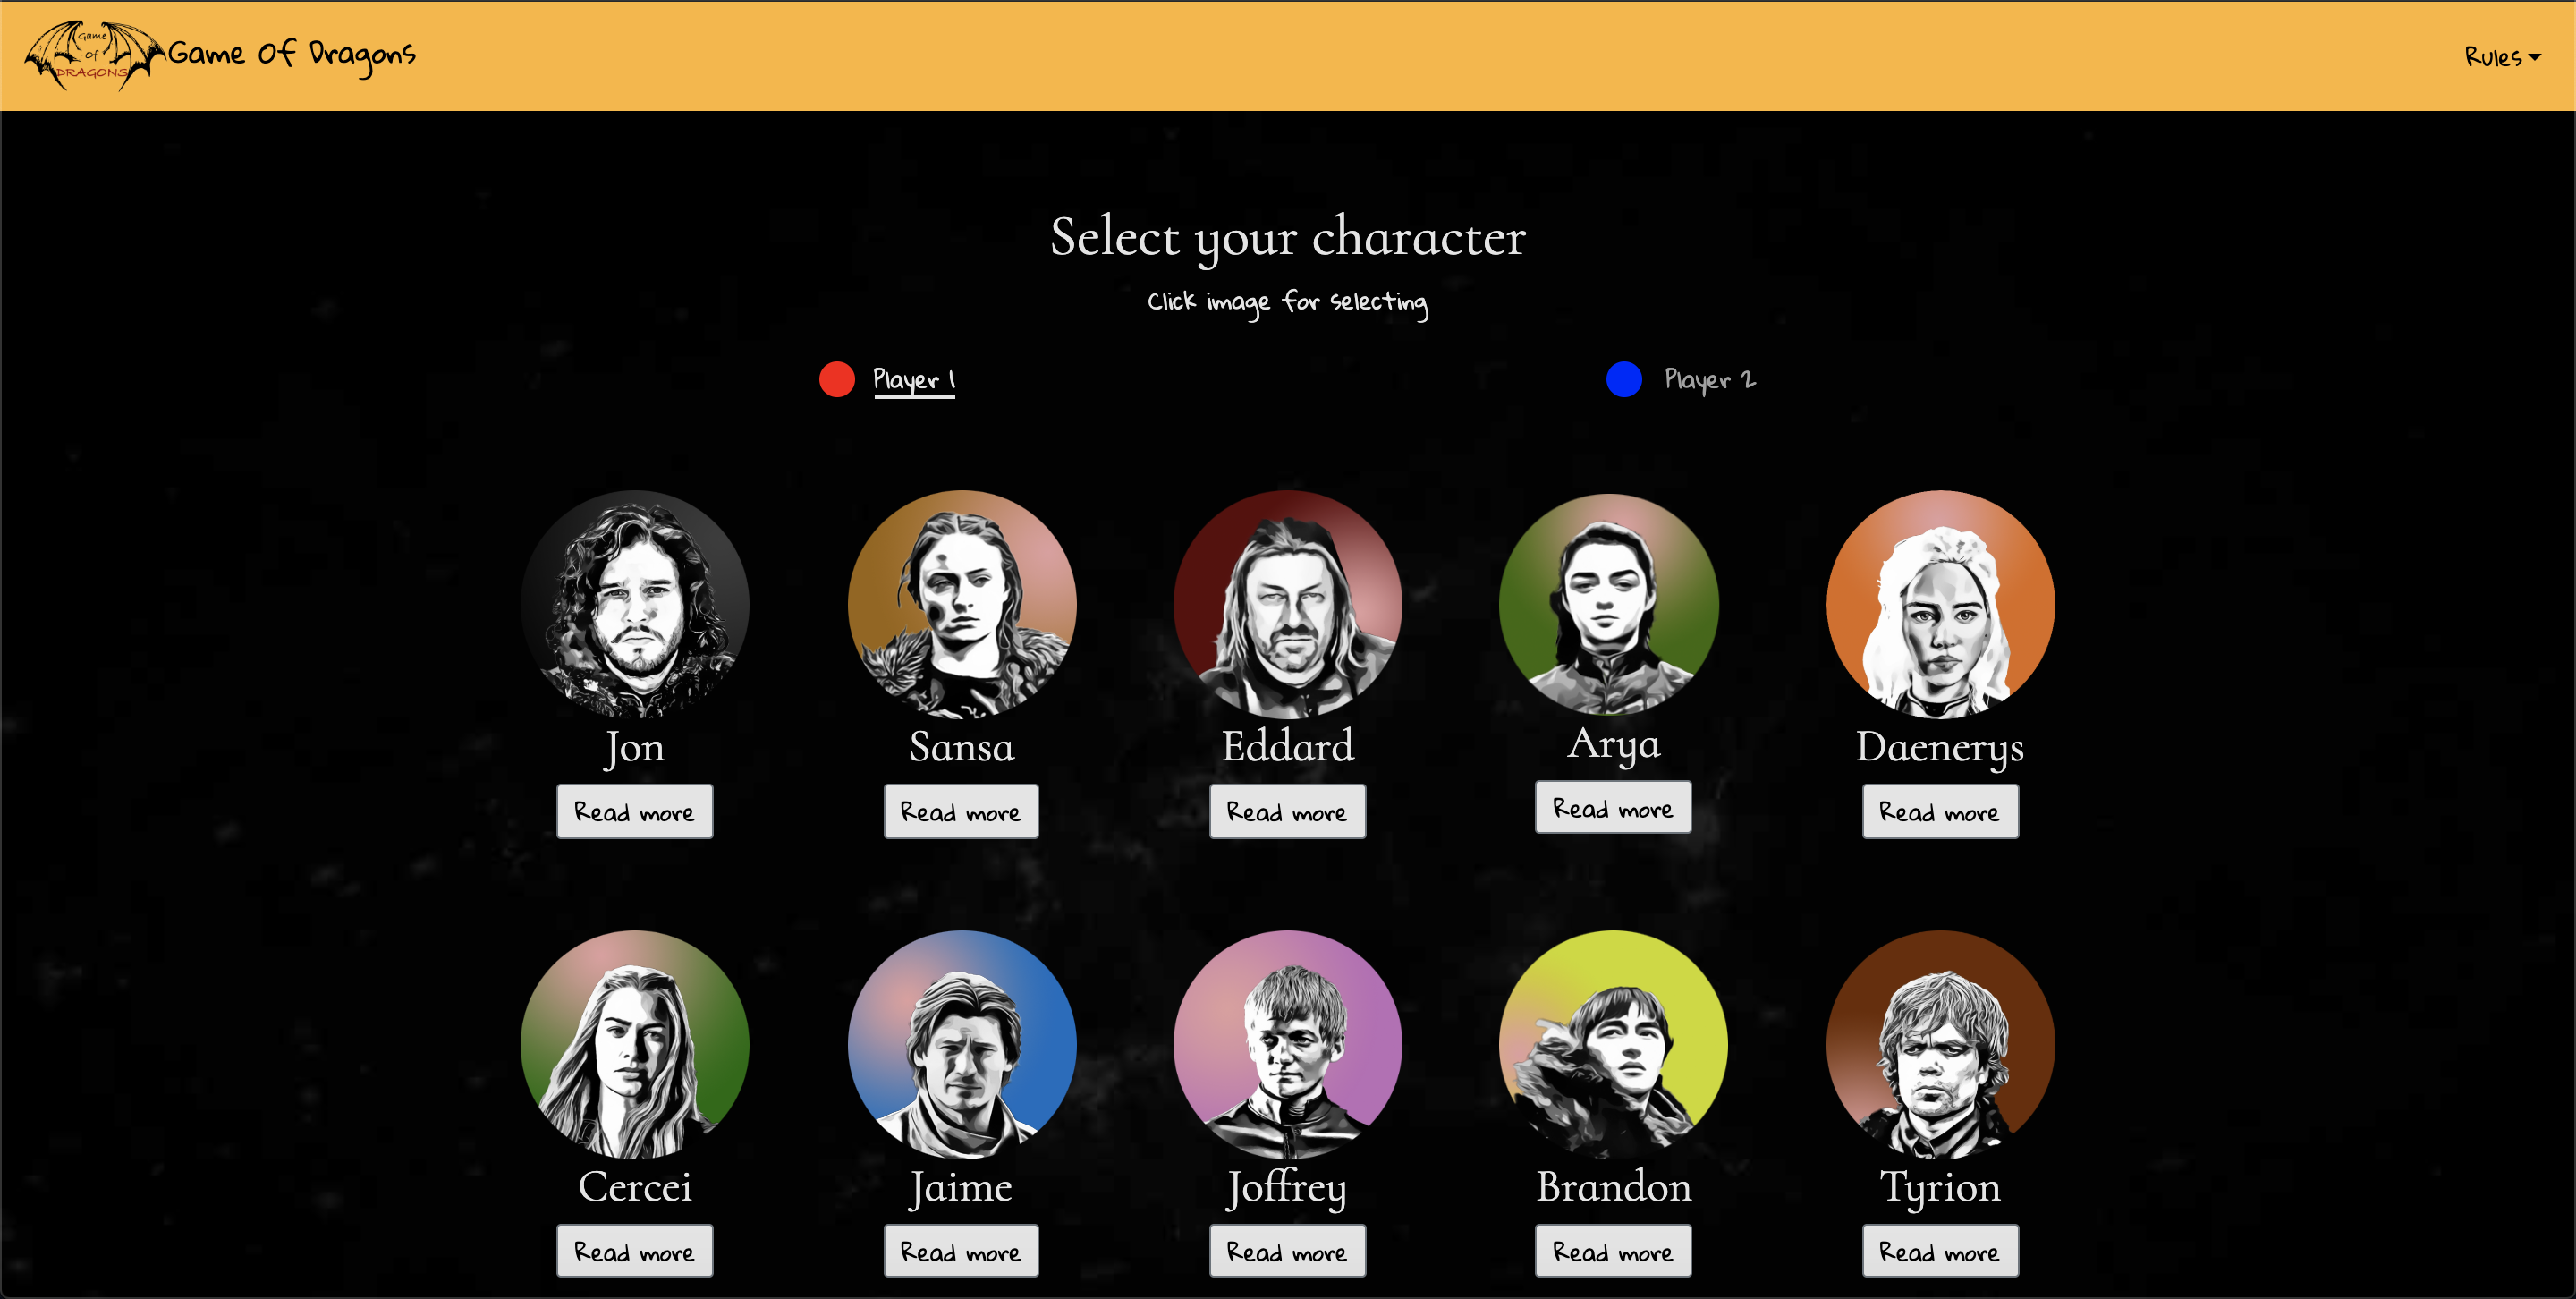 Game
Of
DRAGONS
Game Of Dragons
Rules
Select your character
Click image for selecting
Player 1
Player 2
Jon
Sansa
Eddard
Arya
Daenerys
Read more
Read more
Read more
Read more
Read more
Cercei
Jaime
Joffrey
Brandon
Tyrion
Read more
Read more
Read more
Read more
Read more